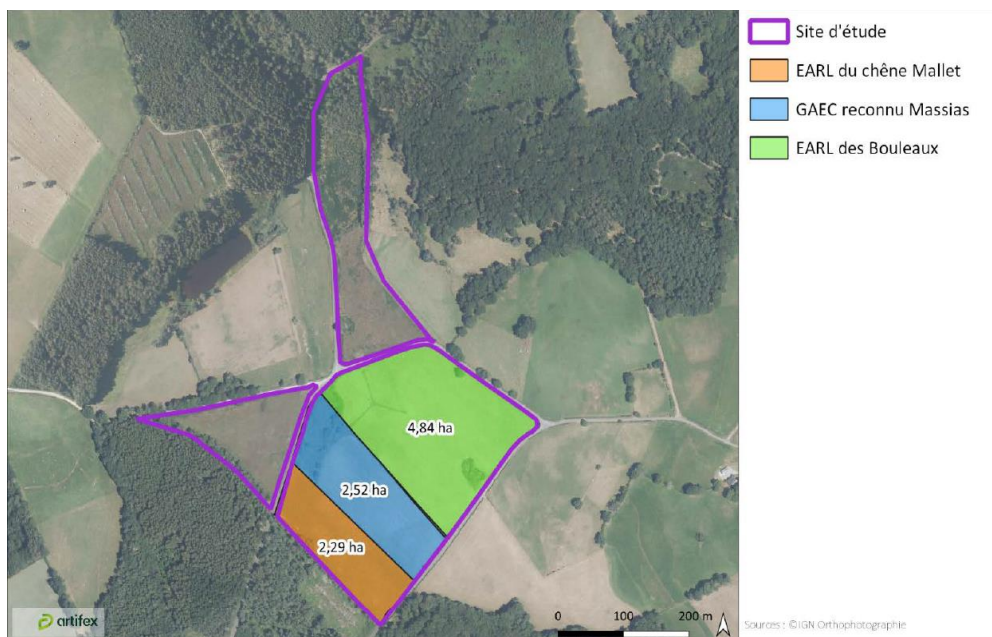 Site d'étude
EARL du chêne Mallet
GAEC reconnu Massias
EARL des Bouleaux
4,84 ha
2,52 ha
2,29 ha
artifex
0 100 200 m
Sources : ©IGN Orthophotographie